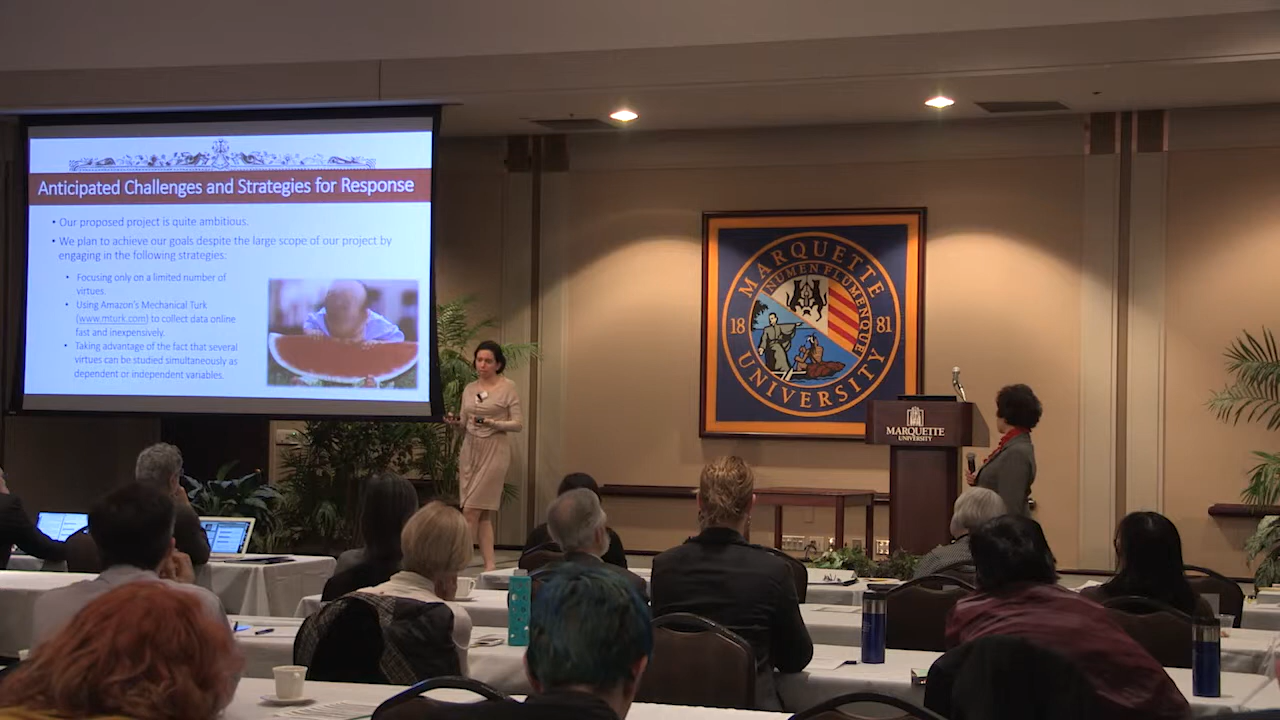 Anticipated Challenges and Strategies for Response
• Our proposed project is quite ambitious.
• We plan to achieve our goals despite the large scope of our project by
engaging in the following strategies:
• Focusing only on a limited number of
virtues.
• Using Amazon's Mechanical Turk
(www.mturk.com) to collect data online
fast and inexpensively.
• Taking advantage of the fact that several
virtues can be studied simultaneously as
dependent or independent variables.
MARQUETTE
NUMEN FLUMENQUE
18 81
UNIVERSITY
MARQUETTE
UNIVERSITY